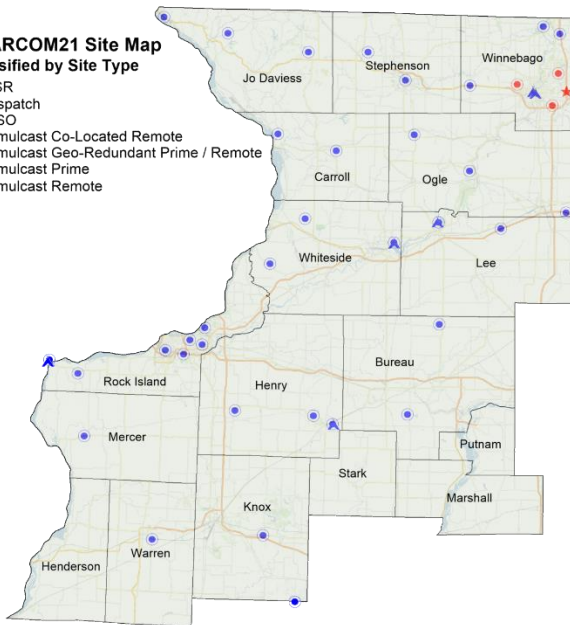 ARCOM21 Site Map
sified by Site Type
SR
spatch
SO
mulcast Co-Located Remote
mulcast Geo-Redundant Prime / Remote
mulcast Prime
mulcast Remote
Jo Daviess
Stephenson
Winnebago
Carroll
Ogle
Whiteside
Lee
Rock Island
Henry
Bureau
Mercer
Putnam
Stark
Marshall
Knox
Henderson
Warren